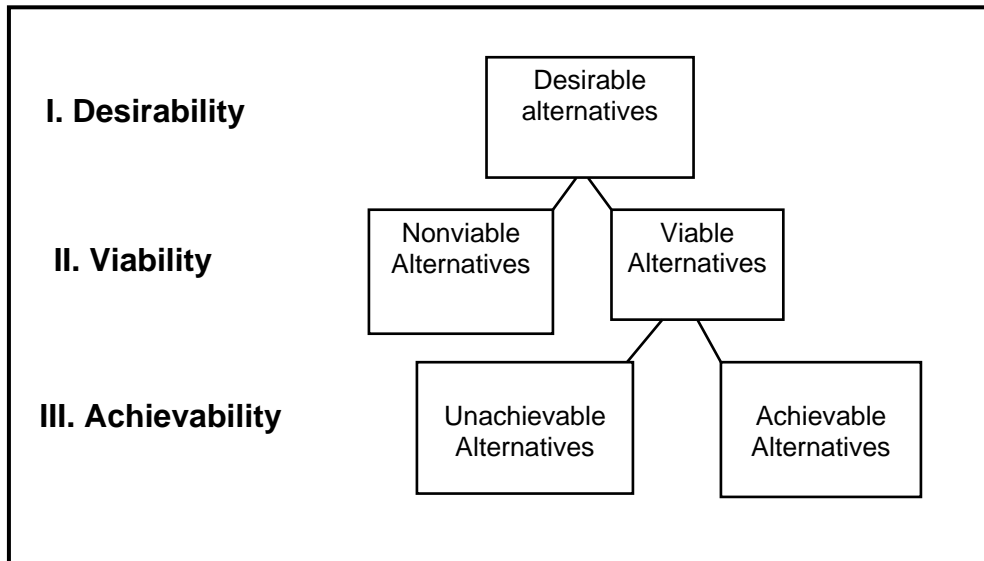 I. Desirability
Desirable
alternatives
II. Viability
Nonviable
Alternatives
Viable
Alternatives
III. Achievability
Unachievable
Alternatives
Achievable
Alternatives